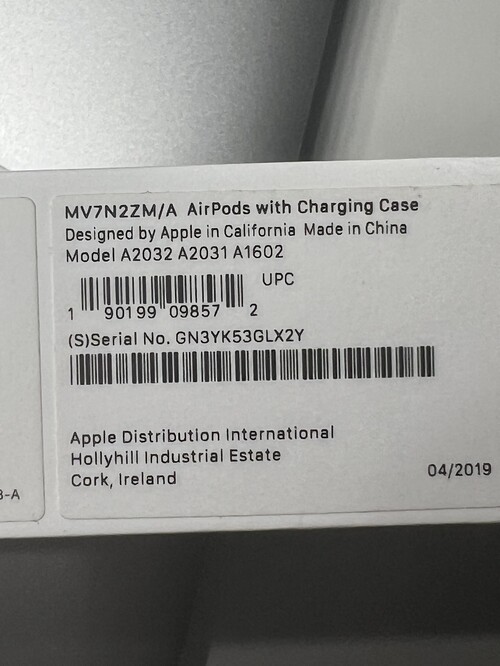 MV7N2ZM/A AirPods with Charging Case
Designed by Apple in California Made in China
Model A2032 A2031 A1602
UPC
1 90199 09857 2
(S)Serial No. GN3YK53GLX2Y
Apple Distribution International
Hollyhill Industrial Estate
Cork, Ireland
04/2019
3-A